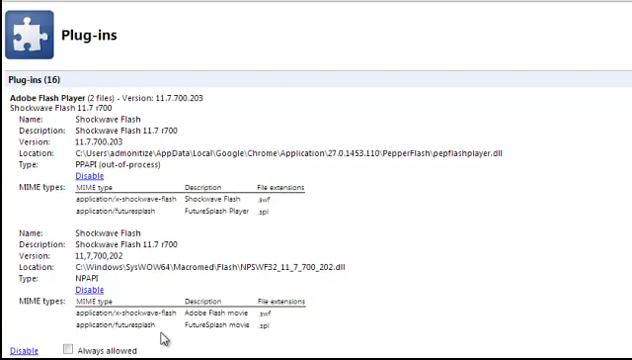 Plug-ins
Plug-ins (16)
Adobe Flash Player (2 files) - Version: 11.7.700.203
Shockwave Flash 11.7 r700
Name: Shockwave Flash
Description: Shockwave Flash 11.7 r700
Version: 11.7.700.203
Location: C:\Users\admonitize\AppData\Local\Google\Chrome\Application\27.0.1453.110\PepperFlash\pepflashplayer.dll
Type: PPAPI (out-of-process)
Disable
MIME types: MIME type Description File extensions
application/x-shockwave-flash Shockwave Flash .swf
application/futuresplash FutureSplash Player .spl
Name: Shockwave Flash
Description: Shockwave Flash 11.7 r700
Version: 11,7,700,202
Location: C:\Windows\SysWOW64\Macromed\Flash\NPSWF32_11_7_700_202.dll
Type: NPAPI
Disable
MIME types: MIME type Description File extensions
application/x-shockwave-flash Adobe Flash movie .swf
application/futuresplash FutureSplash movie .spl
Disable Always allowed